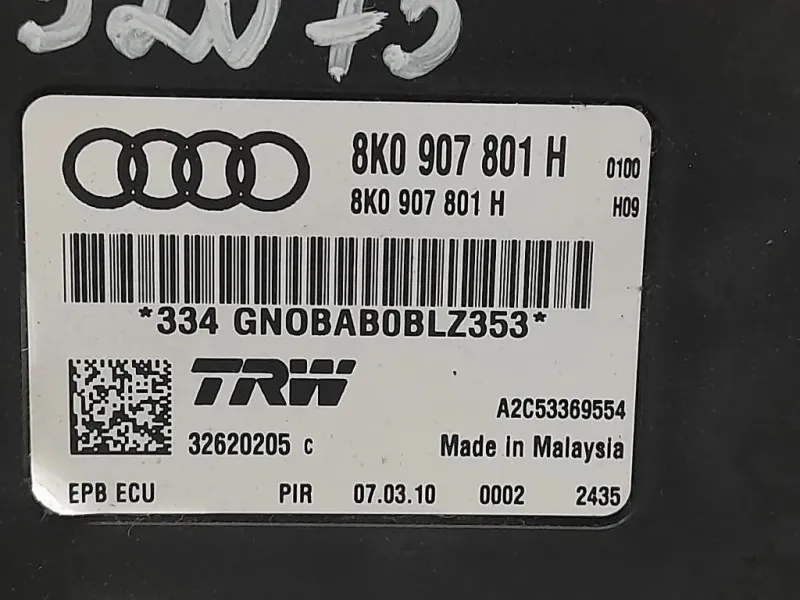 52075
8K0 907 801 H 0100
8K0 907 801 H H09
*334 GNOBAB0BLZ353*
TRW
A2C53369554
32620205 c Made in Malaysia
EPB ECU PIR 07.03.10 0002 2435